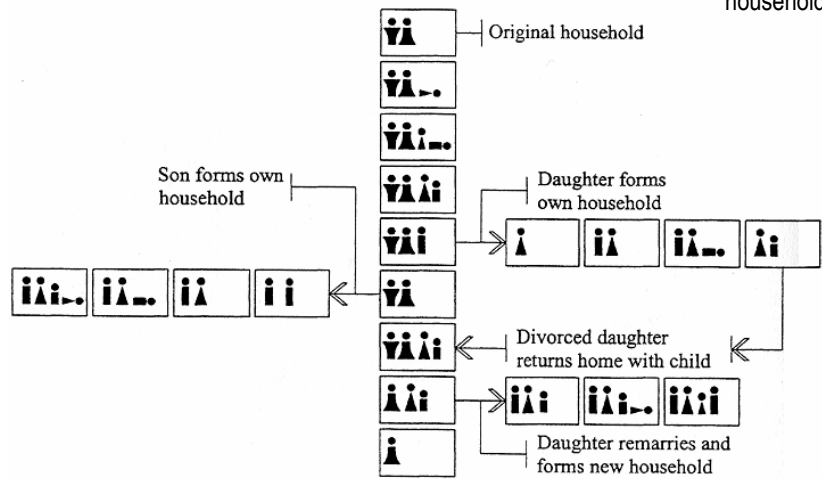 household
Original household
Son forms own
household
Daughter forms
own household
Divorced daughter
returns home with child
Daughter remarries and
forms new household